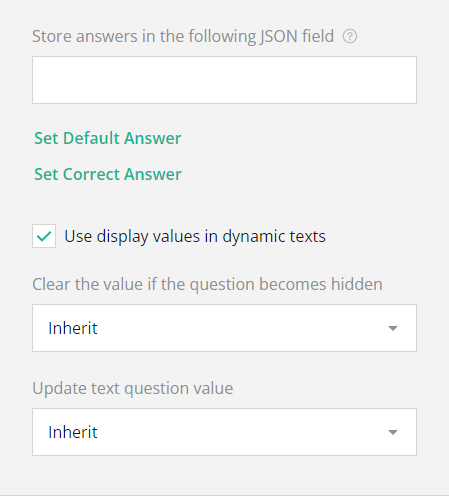 Store answers in the following JSON field
Set Default Answer
Set Correct Answer
Use display values in dynamic texts
Clear the value if the question becomes hidden
Inherit
Update text question value
Inherit